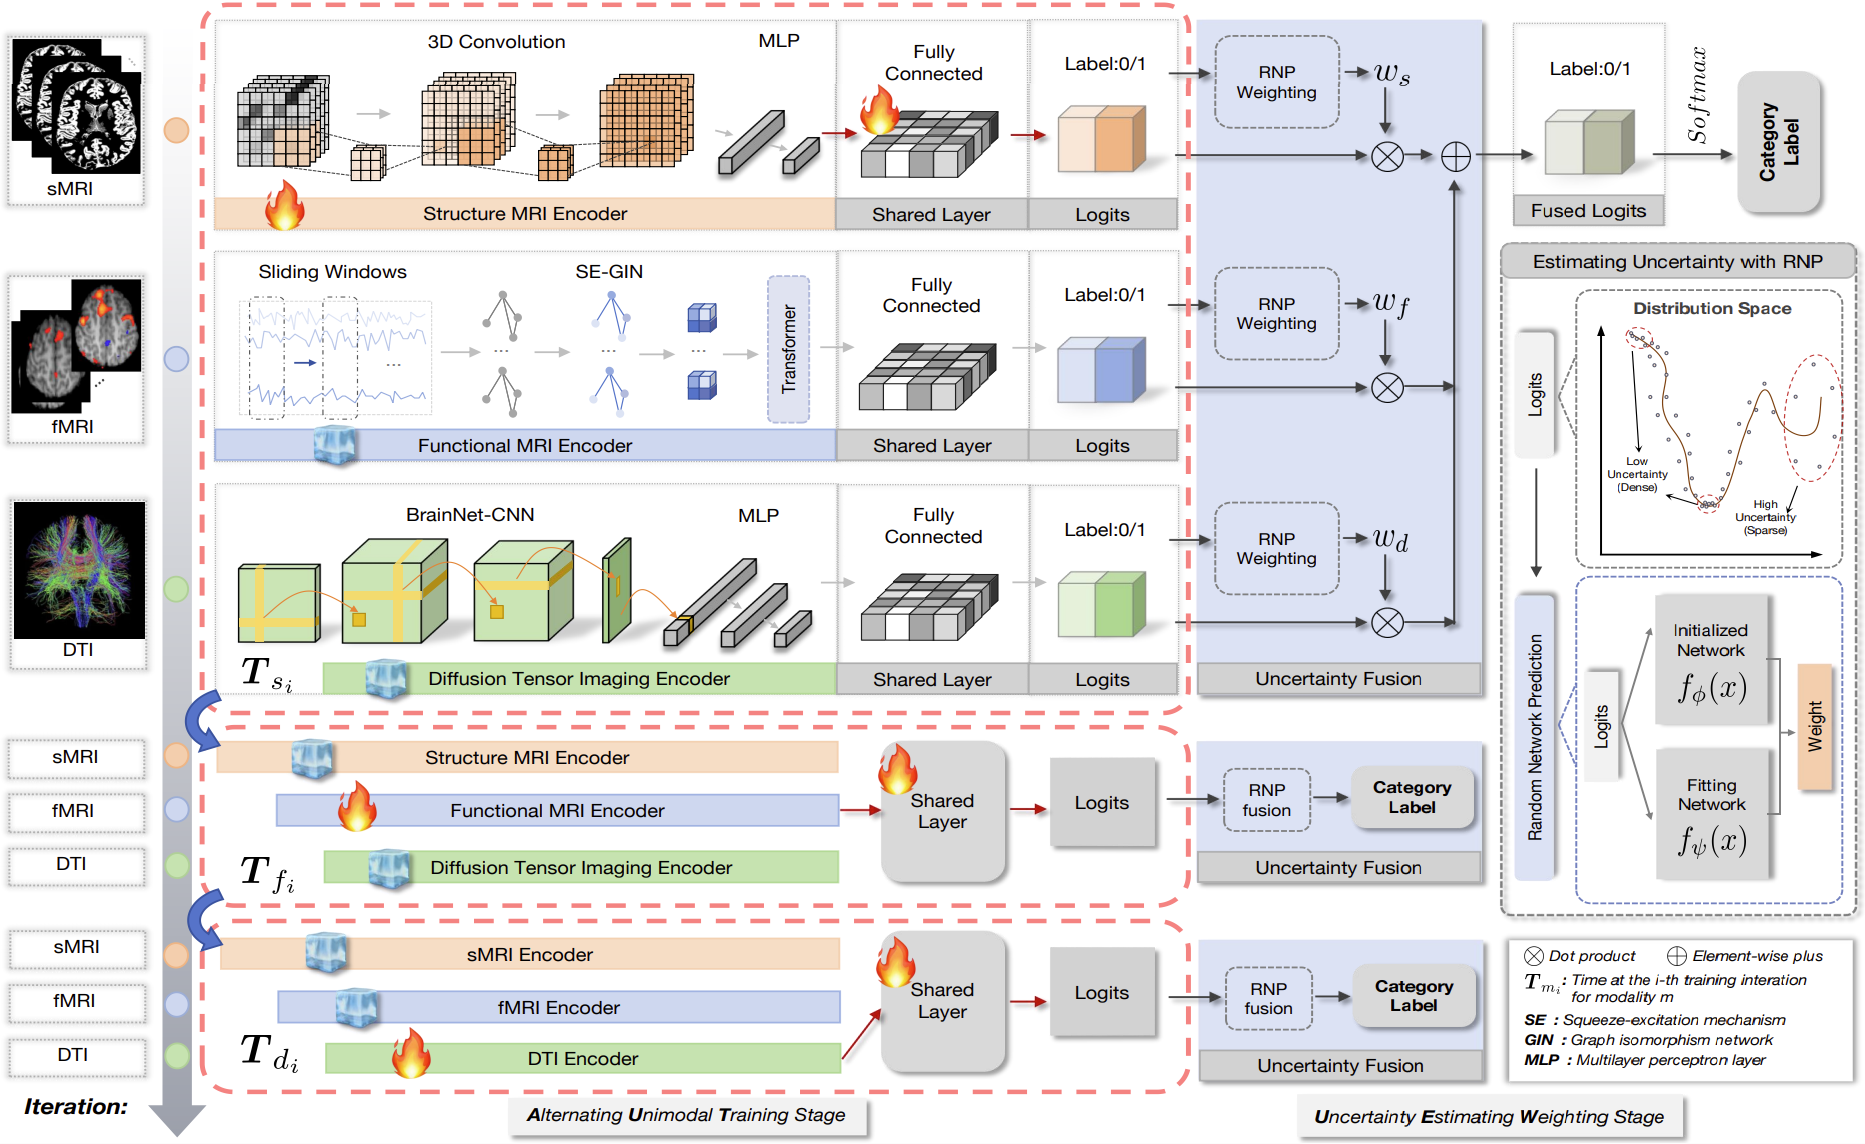 sMRI
3D Convolution
MLP
Fully
Connected
Label:0/1
Structure MRI Encoder
Shared Layer
Logits
RNP
Weighting
w_s
Label:0/1
Fused Logits
Softmax
Category
Label
fMRI
Sliding Windows
SE-GIN
Transformer
Fully
Connected
Label:0/1
Functional MRI Encoder
Shared Layer
Logits
RNP
Weighting
w_f
DTI
BrainNet-CNN
MLP
Fully
Connected
Label:0/1
T_{s_i}
Diffusion Tensor Imaging Encoder
Shared Layer
Logits
RNP
Weighting
w_d
Uncertainty Fusion
Estimating Uncertainty with RNP
Distribution Space
Logits
Low
Uncertainty
(Dense)
High
Uncertainty
(Sparse)
Random Network Prediction
Logits
Initialized
Network
f_ϕ(x)
Fitting
Network
f_ψ(x)
Weight
sMRI
fMRI
DTI
Structure MRI Encoder
Functional MRI Encoder
Diffusion Tensor Imaging Encoder
T_{f_i}
Shared
Layer
Logits
RNP
fusion
Category
Label
Uncertainty Fusion
sMRI
fMRI
DTI
sMRI Encoder
fMRI Encoder
DTI Encoder
T_{d_i}
Shared
Layer
Logits
RNP
fusion
Category
Label
Uncertainty Fusion
⊗ Dot product ⊕ Element-wise plus
T_{m_i}: Time at the i-th training interation
for modality m
SE : Squeeze-excitation mechanism
GIN : Graph isomorphism network
MLP : Multilayer perceptron layer
Iteration:
Alternating Unimodal Training Stage
Uncertainty Estimating Weighting Stage